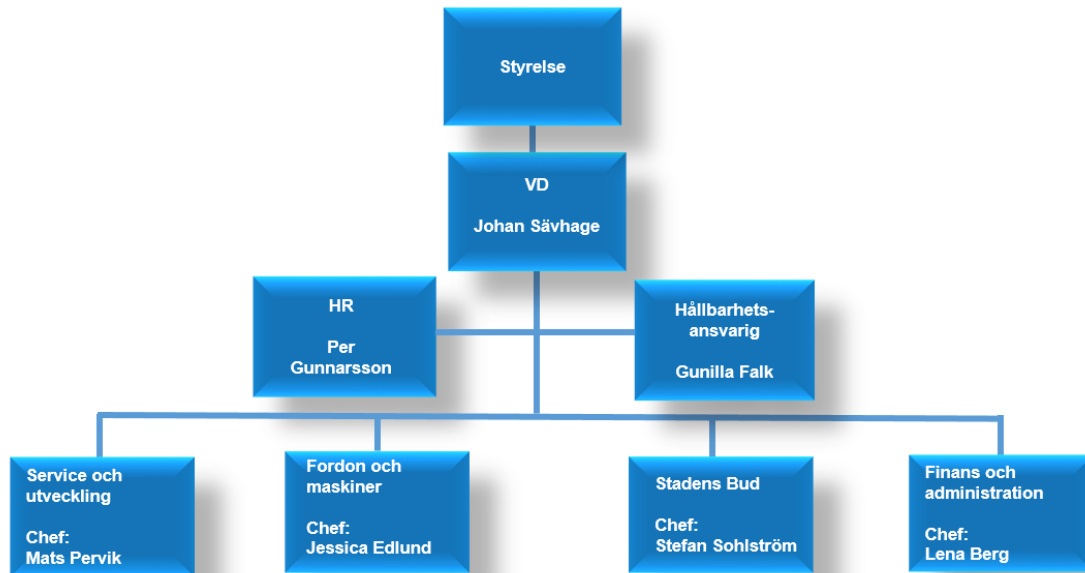 Styrelse
VD
Johan Sävhage
HR
Per
Gunnarsson
Hållbarhets-
ansvarig
Gunilla Falk
Service och
utveckling
Chef:
Mats Pervik
Fordon och
maskiner
Chef:
Jessica Edlund
Stadens Bud
Chef:
Stefan Sohlström
Finans och
administration
Chef:
Lena Berg